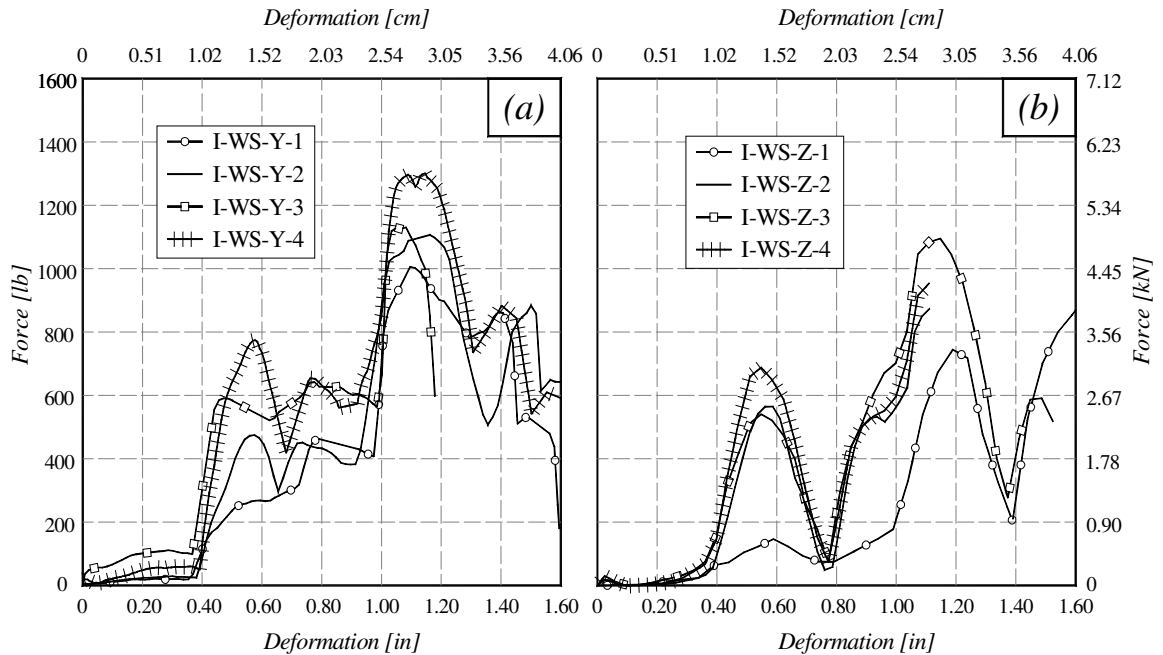 Deformation [cm] Deformation [cm]
0 0.51 1.02 1.52 2.03 2.54 3.05 3.56 4.06 0 0.51 1.02 1.52 2.03 2.54 3.05 3.56 4.06
1600 7.12
(a) (b)
1400 6.23
I-WS-Y-1 I-WS-Z-1
I-WS-Y-2 I-WS-Z-2
1200 5.34
I-WS-Y-3 I-WS-Z-3
I-WS-Y-4 I-WS-Z-4
1000 4.45
Force [lb] Force [kN]
800 3.56
600 2.67
400 1.78
200 0.90
0 0
0 0.20 0.40 0.60 0.80 1.00 1.20 1.40 1.60 0 0.20 0.40 0.60 0.80 1.00 1.20 1.40 1.60
Deformation [in] Deformation [in]